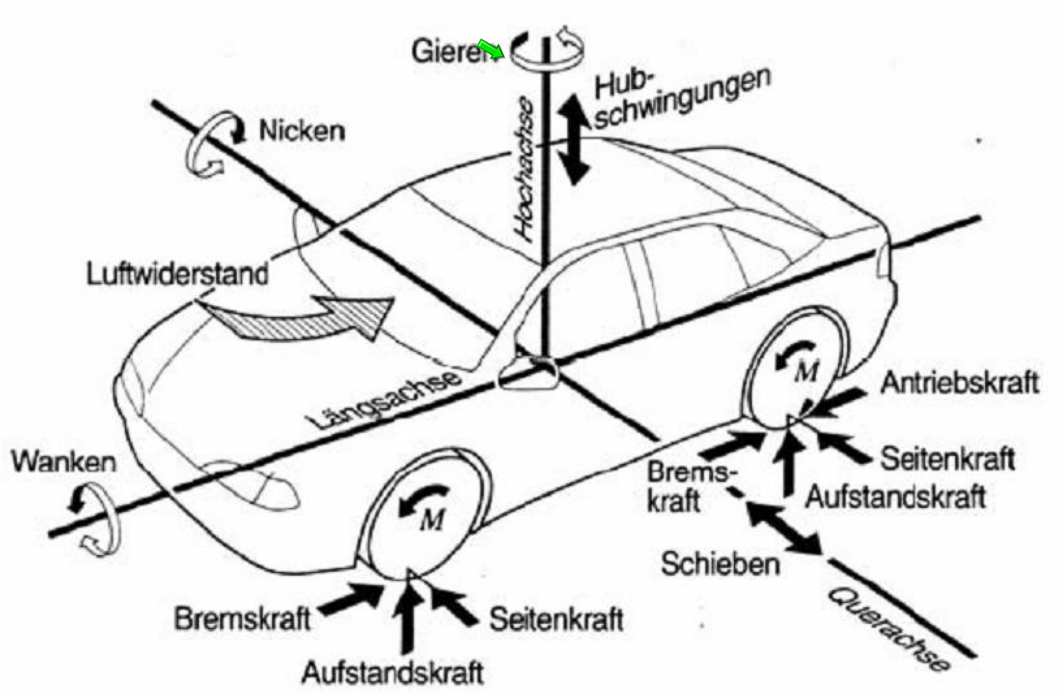 Gieren
Hub-
schwingungen
Nicken
Hochachse
Luftwiderstand
Längsachse
M
Antriebskraft
Wanken
Brems-
kraft
Seitenkraft
Aufstandskraft
M
Schieben
Bremskraft
Seitenkraft
Querachse
Aufstandskraft